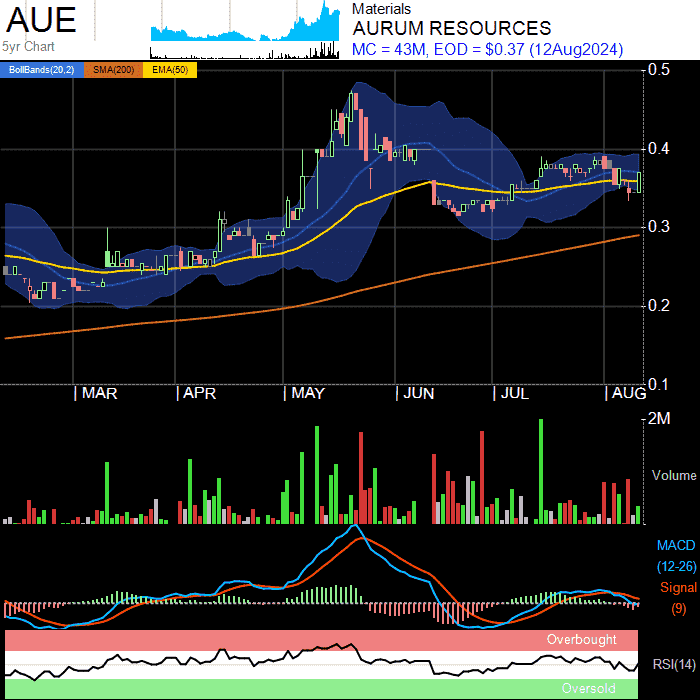 AUE
5yr Chart
Materials
AURUM RESOURCES
MC = 43M, EOD = $0.37 (12Aug2024)
BollBands(20,2) SMA(200) EMA(50)
0.5
0.4
0.3
0.2
0.1
| MAR | APR | MAY | JUN | JUL | AUG
2M
Volume
MACD
(12-26)
Signal
(9)
Overbought
RSI(14)
Oversold